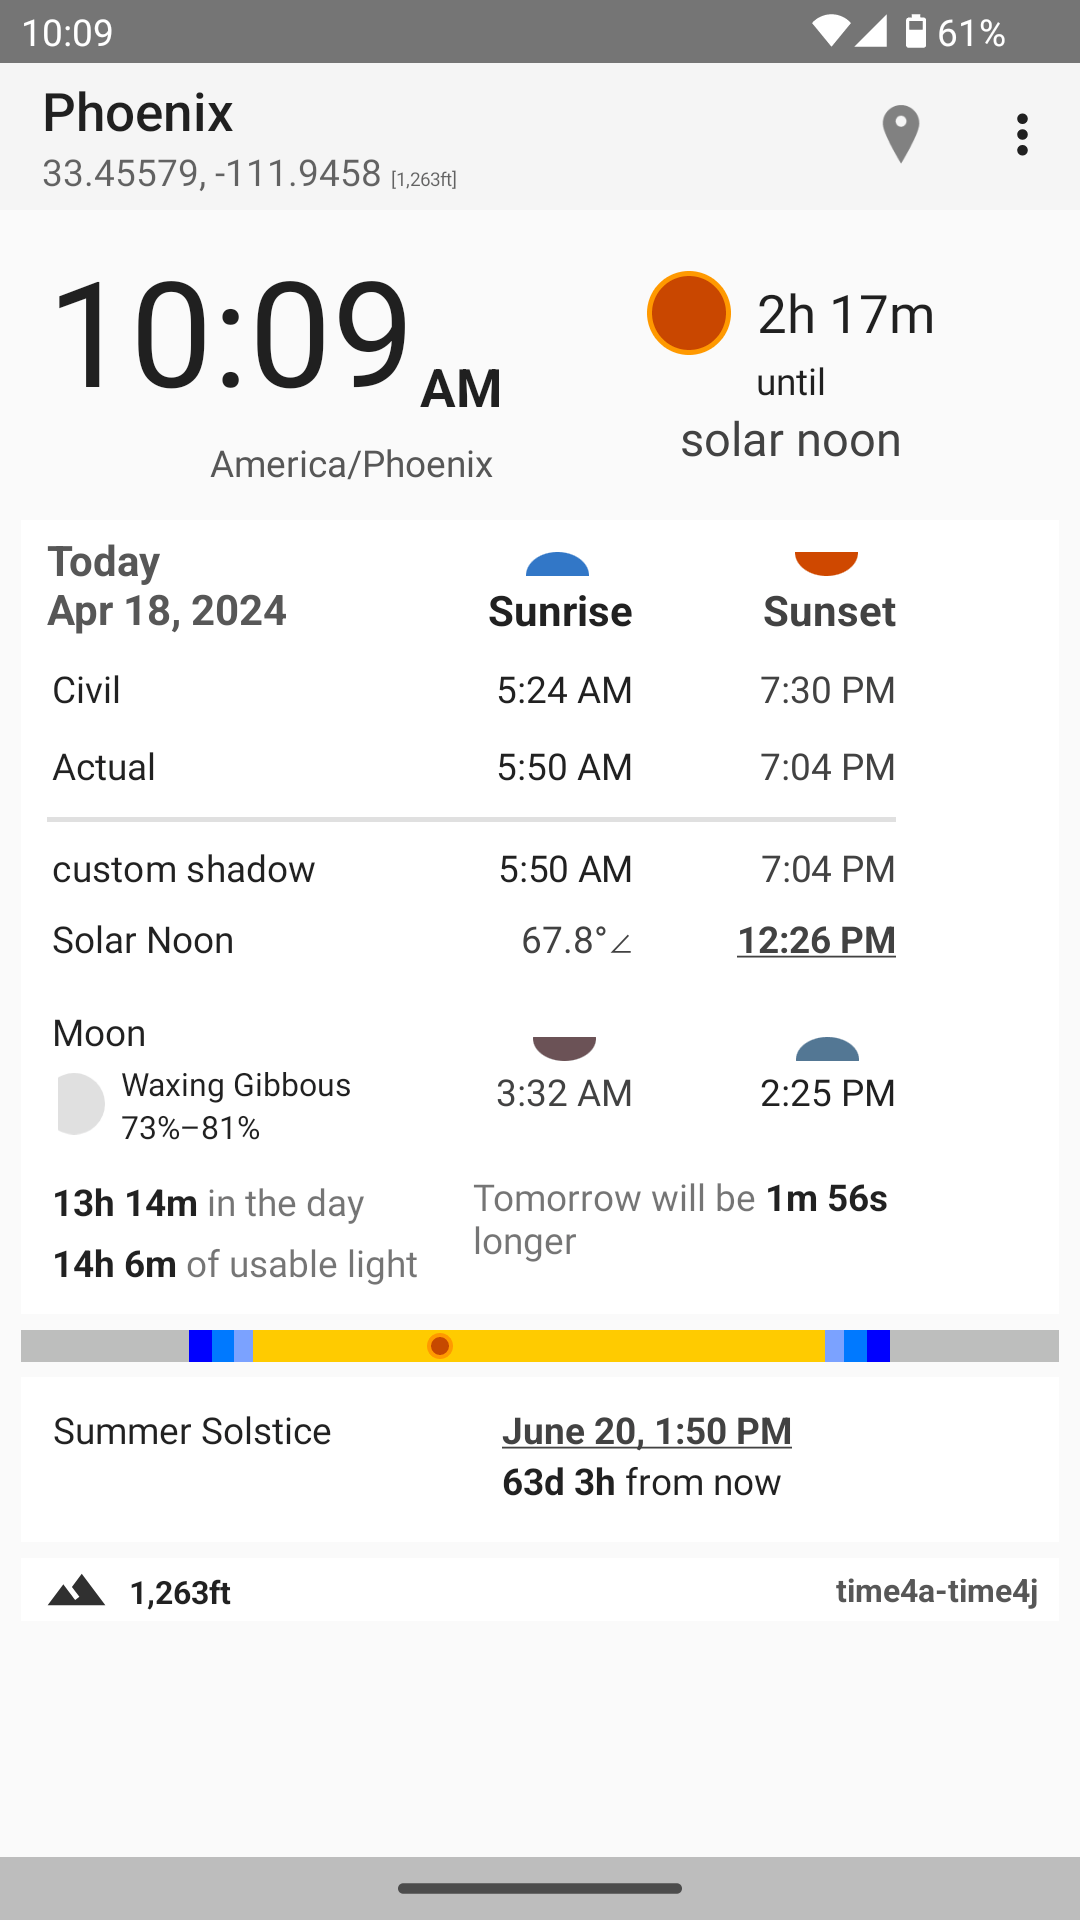 10:09
61%
Phoenix
33.45579, -111.9458 [1,263ft]
10:09 AM
America/Phoenix
2h 17m
until
solar noon
Today
Apr 18, 2024
Sunrise
Sunset
Civil 5:24 AM 7:30 PM
Actual 5:50 AM 7:04 PM
custom shadow 5:50 AM 7:04 PM
Solar Noon 67.8°∠ 12:26 PM
Moon
Waxing Gibbous
73%–81%
3:32 AM 2:25 PM
13h 14m in the day
14h 6m of usable light
Tomorrow will be 1m 56s
longer
Summer Solstice
June 20, 1:50 PM
63d 3h from now
1,263ft
time4a-time4j